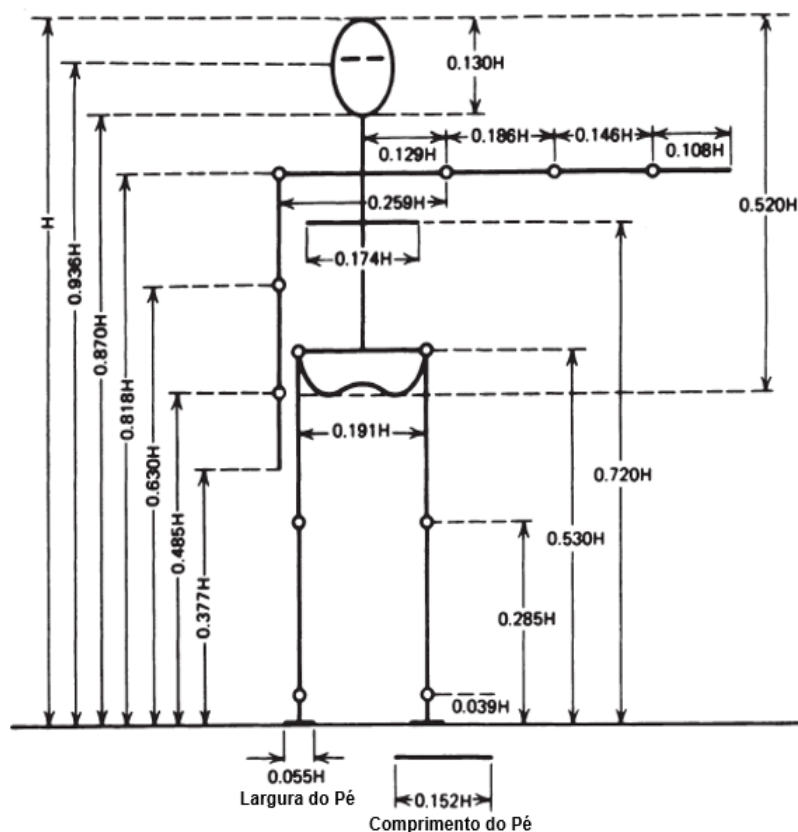 0.130H
0.186H
0.146H
0.129H
0.108H
0.259H
0.520H
H
0.936H
0.174H
0.870H
0.818H
0.630H
0.191H
0.720H
0.485H
0.530H
0.377H
0.285H
0.039H
0.055H
Largura do Pé
0.152H
Comprimento do Pé